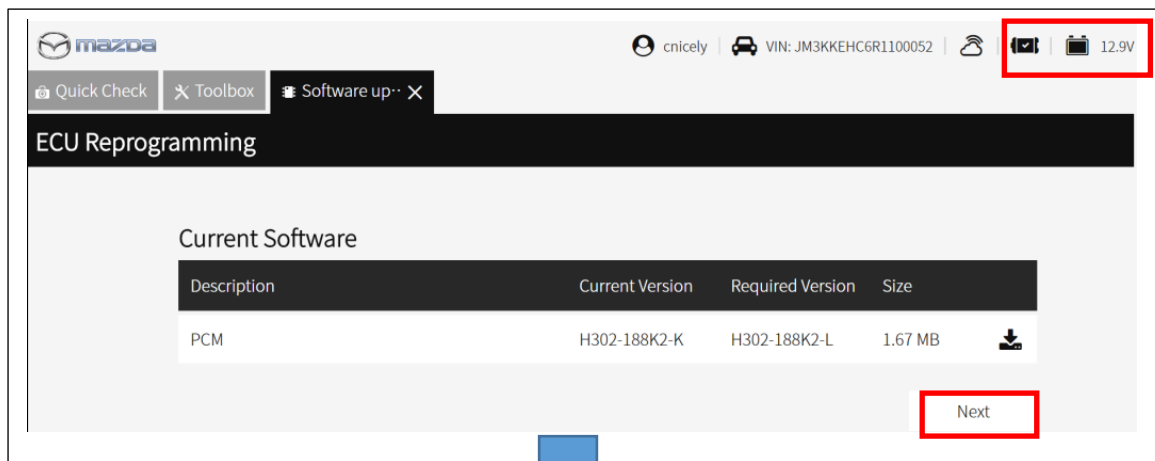 mazda cnicely VIN: JM3KKEHC6R1100052 12.9V
Quick Check Toolbox Software up··
ECU Reprogramming
Current Software
Description Current Version Required Version Size
PCM H302-188K2-K H302-188K2-L 1.67 MB
Next